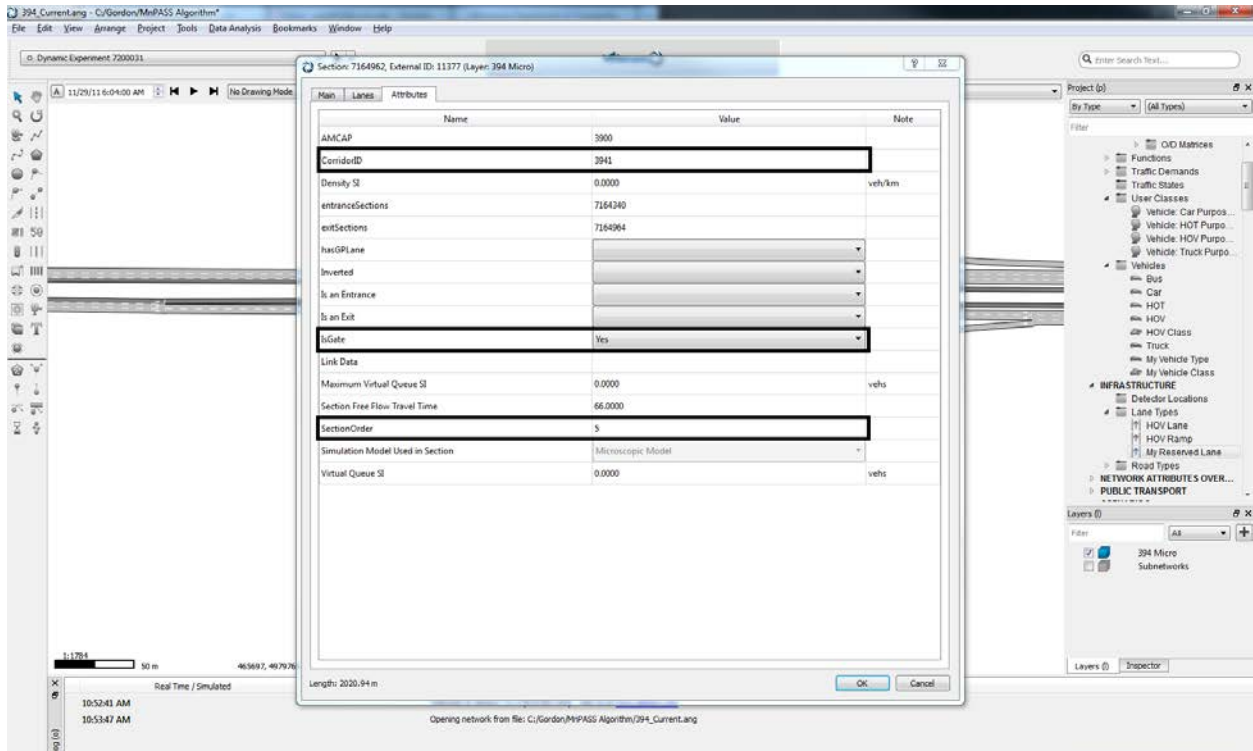 394_Current.ang - C:/Gordon/MnPASS Algorithm*
File Edit View Arrange Project Tools Data Analysis Bookmarks Window Help
Dynamic Experiment 7200031
Enter Search Text...
A 11/29/11 6:04:00 AM No Drawing Mode
Section: 7164962, External ID: 11377 (Layer: 394 Micro)
Main Lanes Attributes
Name Value Note
AMCAP 3900
CorridorID 3941
Density SI 0.0000 veh/km
entranceSections 7164340
exitSections 7164964
hasGPLane
Inverted
Is an Entrance
Is an Exit
IsGate Yes
Link Data
Maximum Virtual Queue SI 0.0000 vehs
Section Free Flow Travel Time 66.0000
SectionOrder 5
Simulation Model Used in Section Microscopic Model
Virtual Queue SI 0.0000 vehs
Length: 2020.94 m OK Cancel
Project (p)
By Type (All Types)
Filter
O/D Matrices
Functions
Traffic Demands
Traffic States
User Classes
Vehicle: Car Purpos...
Vehicle: HOT Purpo...
Vehicle: HOV Purpo...
Vehicle: Truck Purpo...
Vehicles
Bus
Car
HOT
HOV
HOV Class
Truck
My Vehicle Type
My Vehicle Class
INFRASTRUCTURE
Detector Locations
Lane Types
HOV Lane
HOV Ramp
My Reserved Lane
Road Types
NETWORK ATTRIBUTES OVER...
PUBLIC TRANSPORT
Layers (l)
Filter All
394 Micro
Subnetworks
Layers (l) Inspector
1:1784
50 m 465697, 497976
Real Time / Simulated
10:52:41 AM
10:53:47 AM Opening network from file: C:/Gordon/MnPASS Algorithm/394_Current.ang